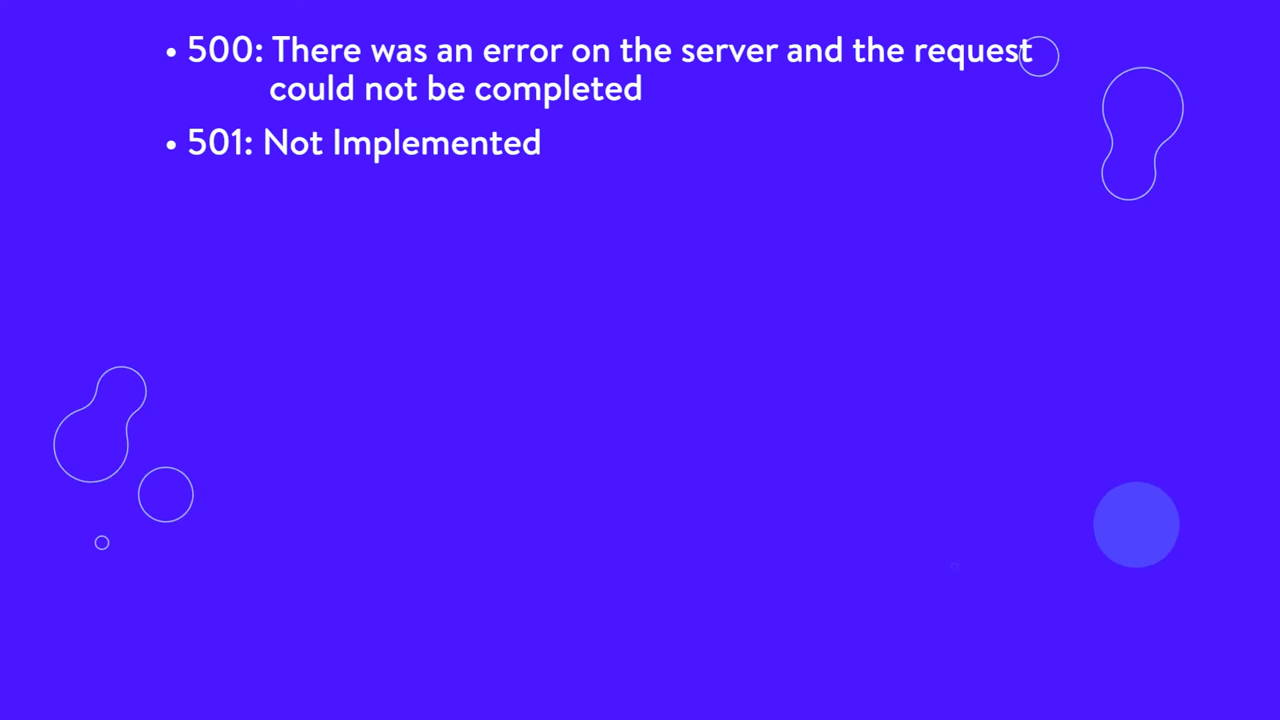 • 500: There was an error on the server and the request
could not be completed
• 501: Not Implemented